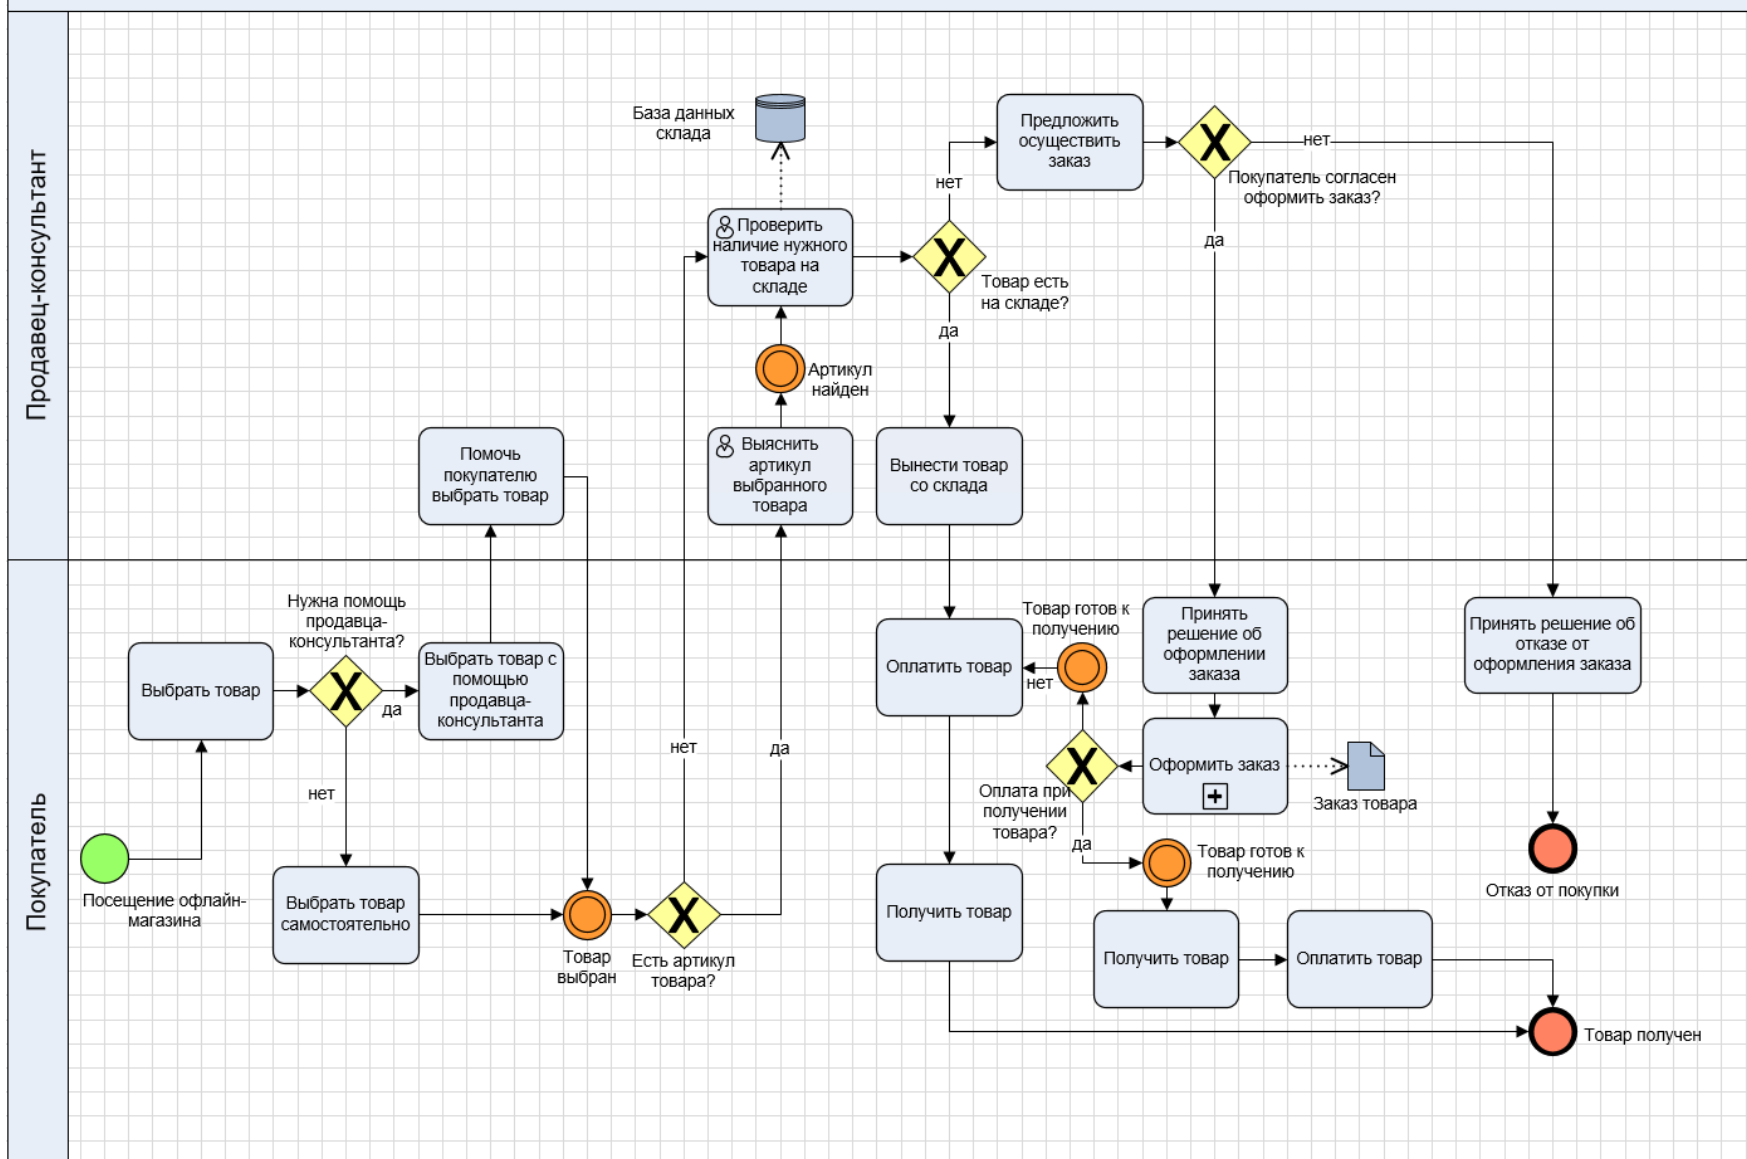 Продавец-консультант
База данных
склада
Предложить
осуществить
заказ
нет
Покупатель согласен
оформить заказ?
нет
да
Проверить
наличие нужного
товара на
складе
Товар есть
на складе?
да
Артикул
найден
Помочь
покупателю
выбрать товар
Выяснить
артикул
выбранного
товара
Вынести товар
со склада
Покупатель
Нужна помощь
продавца-
консультанта?
Выбрать товар
да
Выбрать товар с
помощью
продавца-
консультанта
нет
Посещение офлайн-
магазина
Выбрать товар
самостоятельно
Товар
выбран
Есть артикул
товара?
нет
да
Оплатить товар
Товар готов к
получению
нет
Принять
решение об
оформлении
заказа
Принять решение об
отказе от
оформления заказа
Оформить заказ
Заказ товара
Оплата при
получении
товара?
да
Товар готов к
получению
Отказ от покупки
Получить товар
Получить товар
Оплатить товар
Товар получен